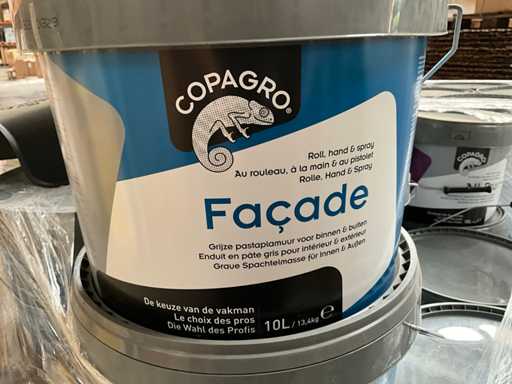 COPAGRO®
Roll, hand & spray
Au rouleau, à la main & au pistolet
Rolle, Hand & Spray
Façade
Grijze pastaplamuur voor binnen & buiten
Enduit en pâte gris pour intérieur & extérieur
Graue Spachtelmasse für Innen & Außen
De keuze van de vakman
Le choix des pros
Die Wahl des Profis
10L/13,4kg e
COPAGRO